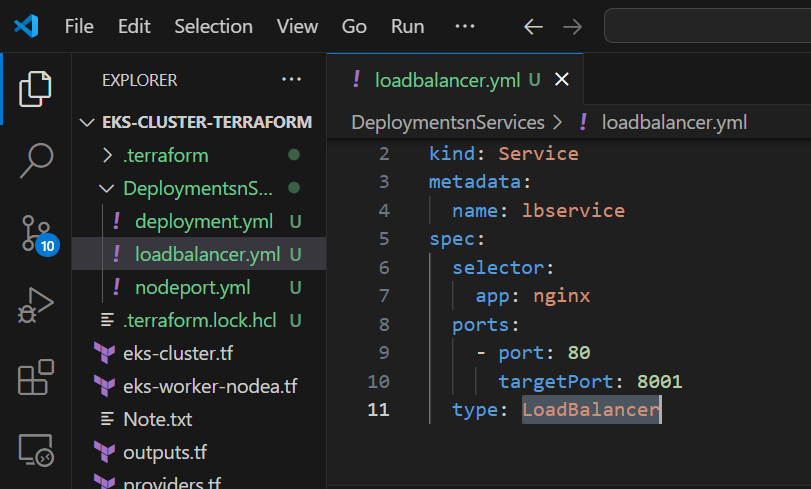 File Edit Selection View Go Run ...
EXPLORER ...
EKS-CLUSTER-TERRAFORM
.terraform
DeploymentsnS...
! deployment.yml U
! loadbalancer.yml U
! nodeport.yml U
.terraform.lock.hcl U
eks-cluster.tf
eks-worker-nodea.tf
Note.txt
outputs.tf
providers.tf
10
! loadbalancer.yml U
DeploymentsnServices > ! loadbalancer.yml
2 kind: Service
3 metadata:
4 name: lbservice
5 spec:
6 selector:
7 app: nginx
8 ports:
9 - port: 80
10 targetPort: 8001
11 type: LoadBalancer